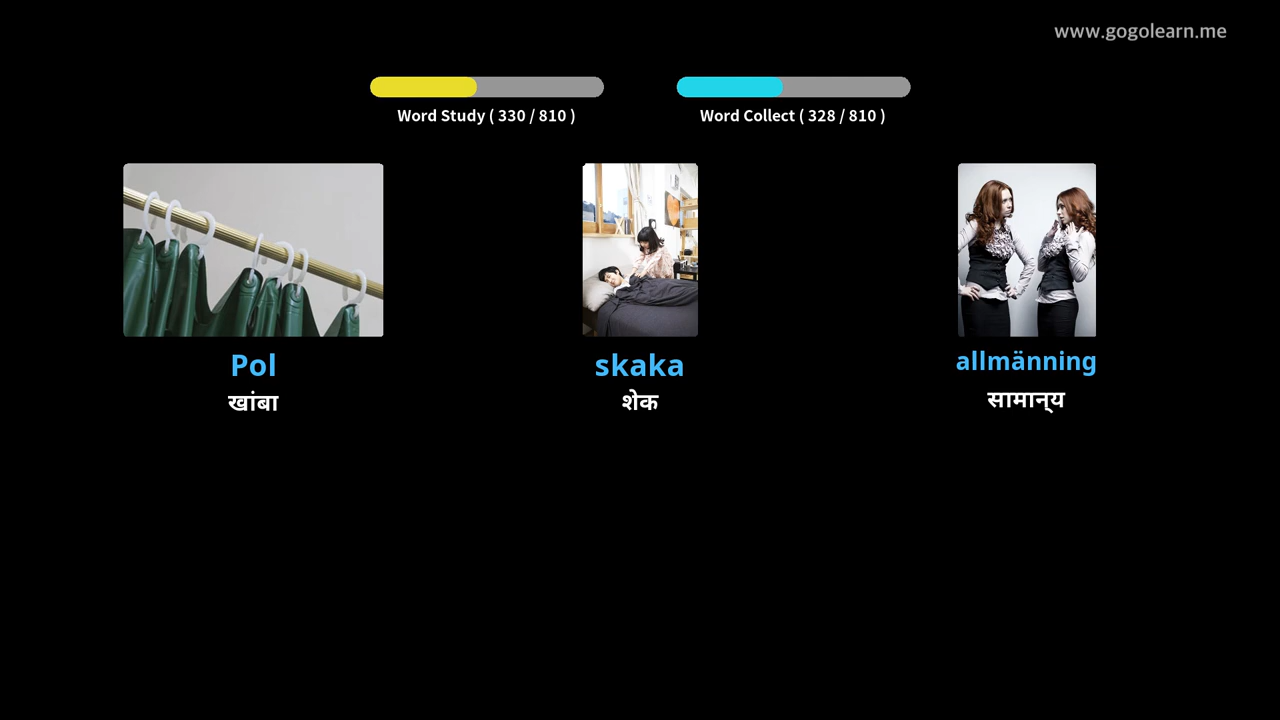 www.gogolearn.me
Word Study ( 330 / 810 )
Word Collect ( 328 / 810 )
Pol
खांबा
skaka
शेक
allmänning
सामान्‍य